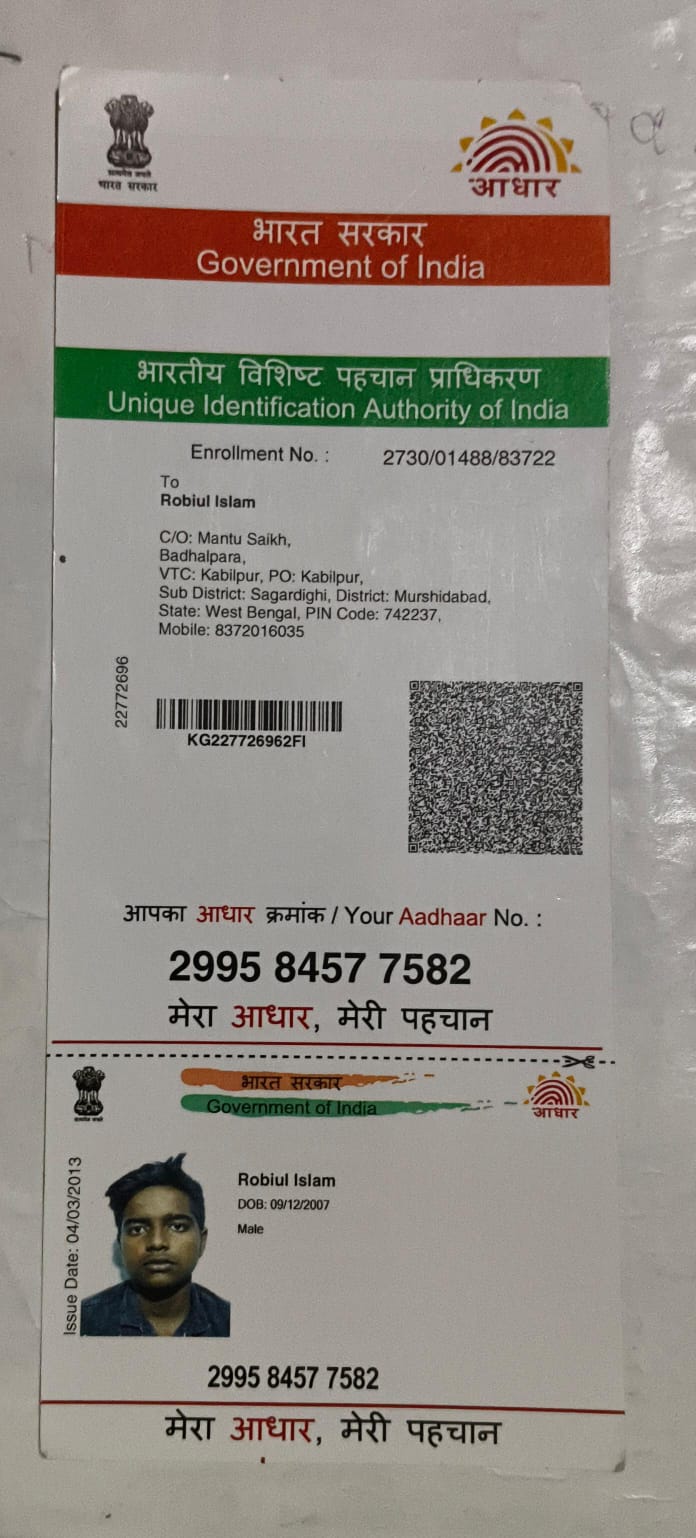 सत्यमेव जयते
भारत सरकार
आधार
भारत सरकार
Government of India
भारतीय विशिष्ट पहचान प्राधिकरण
Unique Identification Authority of India
Enrollment No. : 2730/01488/83722
To
Robiul Islam
C/O: Mantu Saikh,
Badhalpara,
VTC: Kabilpur, PO: Kabilpur,
Sub District: Sagardighi, District: Murshidabad,
State: West Bengal, PIN Code: 742237,
Mobile: 8372016035
22772696
KG227726962FI
आपका आधार क्रमांक / Your Aadhaar No. :
2995 8457 7582
मेरा आधार, मेरी पहचान
भारत सरकार
Government of India
आधार
Issue Date: 04/03/2013
Robiul Islam
DOB: 09/12/2007
Male
2995 8457 7582
मेरा आधार, मेरी पहचान